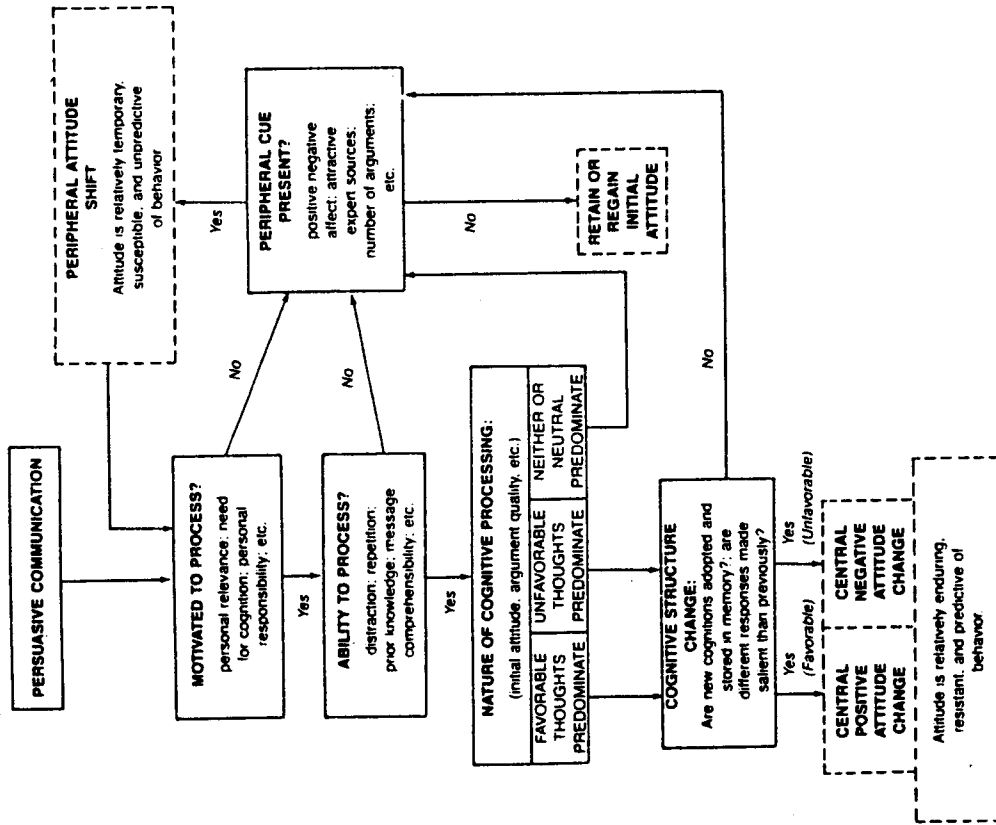 PERSUASIVE COMMUNICATION
PERIPHERAL ATTITUDE
SHIFT
Attitude is relatively temporary,
susceptible, and unpredictive
of behavior
MOTIVATED TO PROCESS?
personal relevance; need
for cognition; personal
responsibility; etc.
No
Yes
Yes
PERIPHERAL CUE
PRESENT?
positive negative
affect; attractive
expert sources;
number of arguments;
etc.
ABILITY TO PROCESS?
distraction; repetition;
prior knowledge; message
comprehensibility; etc.
No
Yes
No
RETAIN OR
REGAIN
INITIAL
ATTITUDE
NATURE OF COGNITIVE PROCESSING:
(initial attitude, argument quality, etc.)
FAVORABLE
THOUGHTS
PREDOMINATE
UNFAVORABLE
THOUGHTS
PREDOMINATE
NEITHER OR
NEUTRAL
PREDOMINATE
COGNITIVE STRUCTURE
CHANGE:
Are new cognitions adopted and
stored in memory?; are
different responses made
salient than previously?
No
Yes
(Favorable)
Yes
(Unfavorable)
CENTRAL
POSITIVE
ATTITUDE
CHANGE
CENTRAL
NEGATIVE
ATTITUDE
CHANGE
Attitude is relatively enduring,
resistant, and predictive of
behavior.